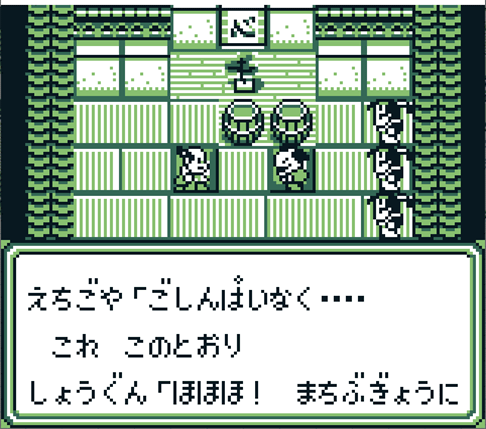 心
えちごや「ごしんぱいなく‥‥
これ　このとおり
しょうぐん「ほほほ！　まちぶぎょうに